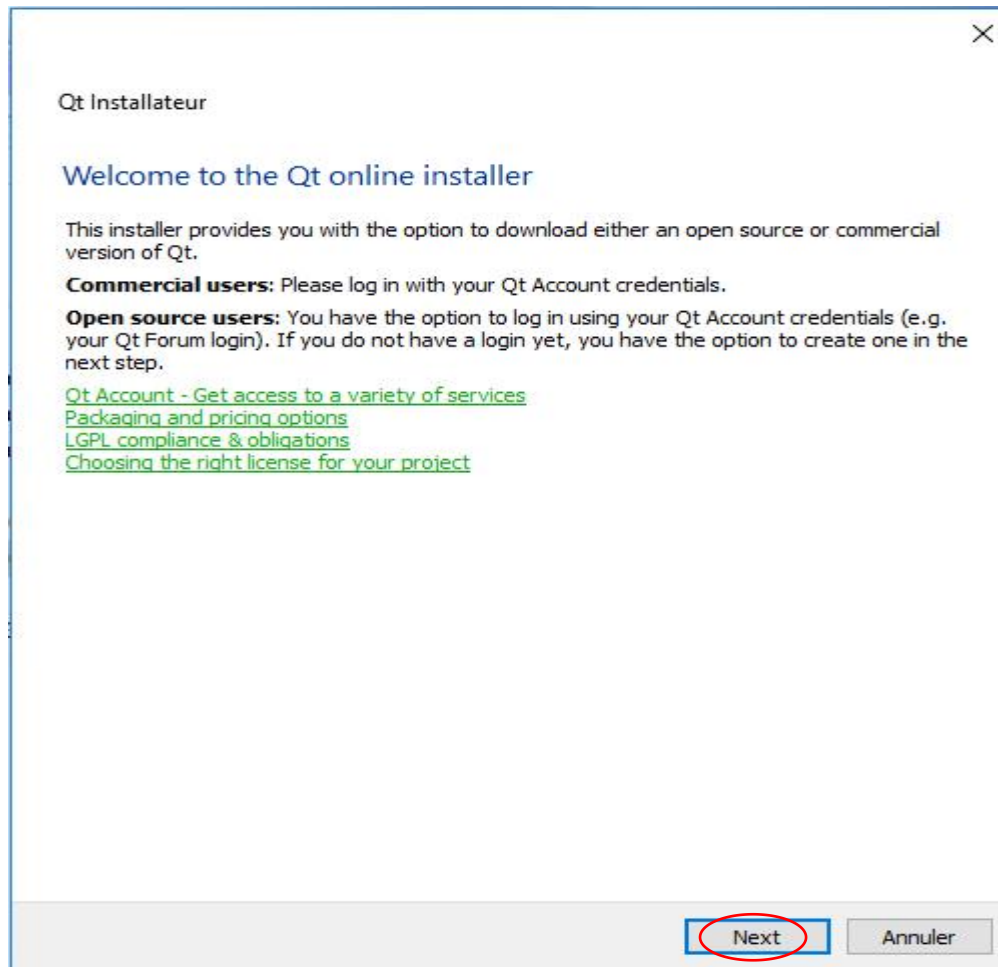 Qt Installateur
Welcome to the Qt online installer
This installer provides you with the option to download either an open source or commercial
version of Qt.
Commercial users: Please log in with your Qt Account credentials.
Open source users: You have the option to log in using your Qt Account credentials (e.g.
your Qt Forum login). If you do not have a login yet, you have the option to create one in the
next step.
Qt Account - Get access to a variety of services
Packaging and pricing options
LGPL compliance & obligations
Choosing the right license for your project
Next
Annuler